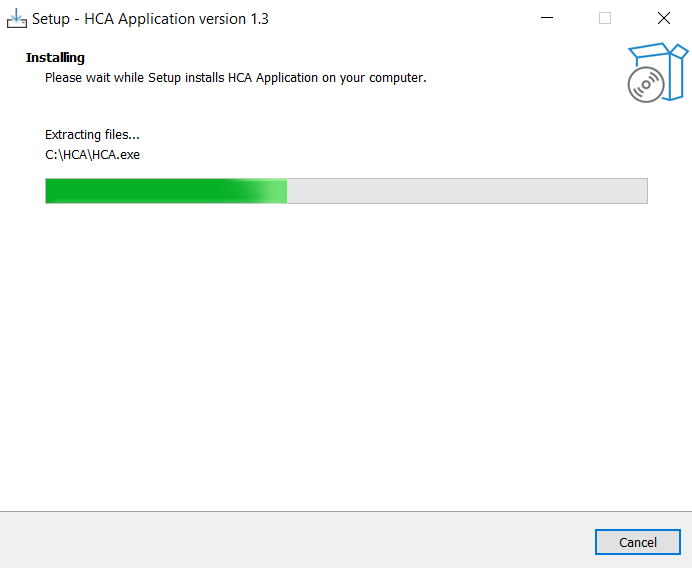 Setup - HCA Application version 1.3
Installing
Please wait while Setup installs HCA Application on your computer.
Extracting files...
C:\HCA\HCA.exe
Cancel